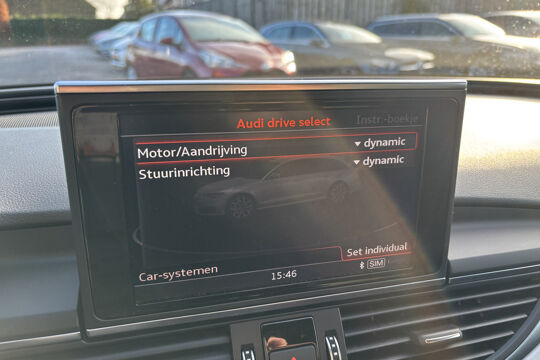 Audi drive select
Instr.-boekje
Motor/Aandrijving dynamic
Stuurinrichting dynamic
Set individual
Car-systemen 15:46 SIM